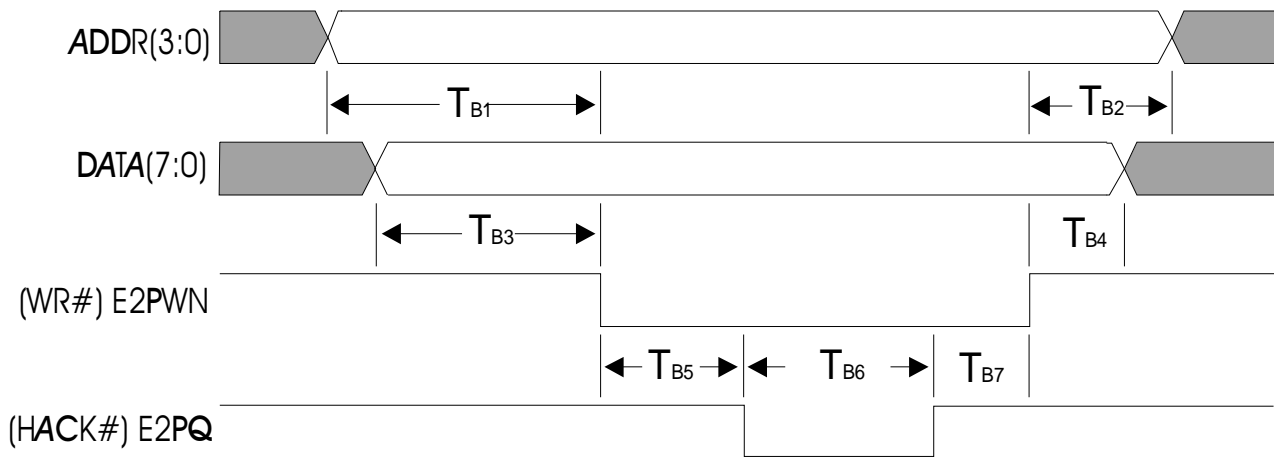 ADDR(3:0)
TB1
TB2
DATA(7:0)
TB3
TB4
(WR#) E2PWN
TB5
TB6
TB7
(HACK#) E2PQ